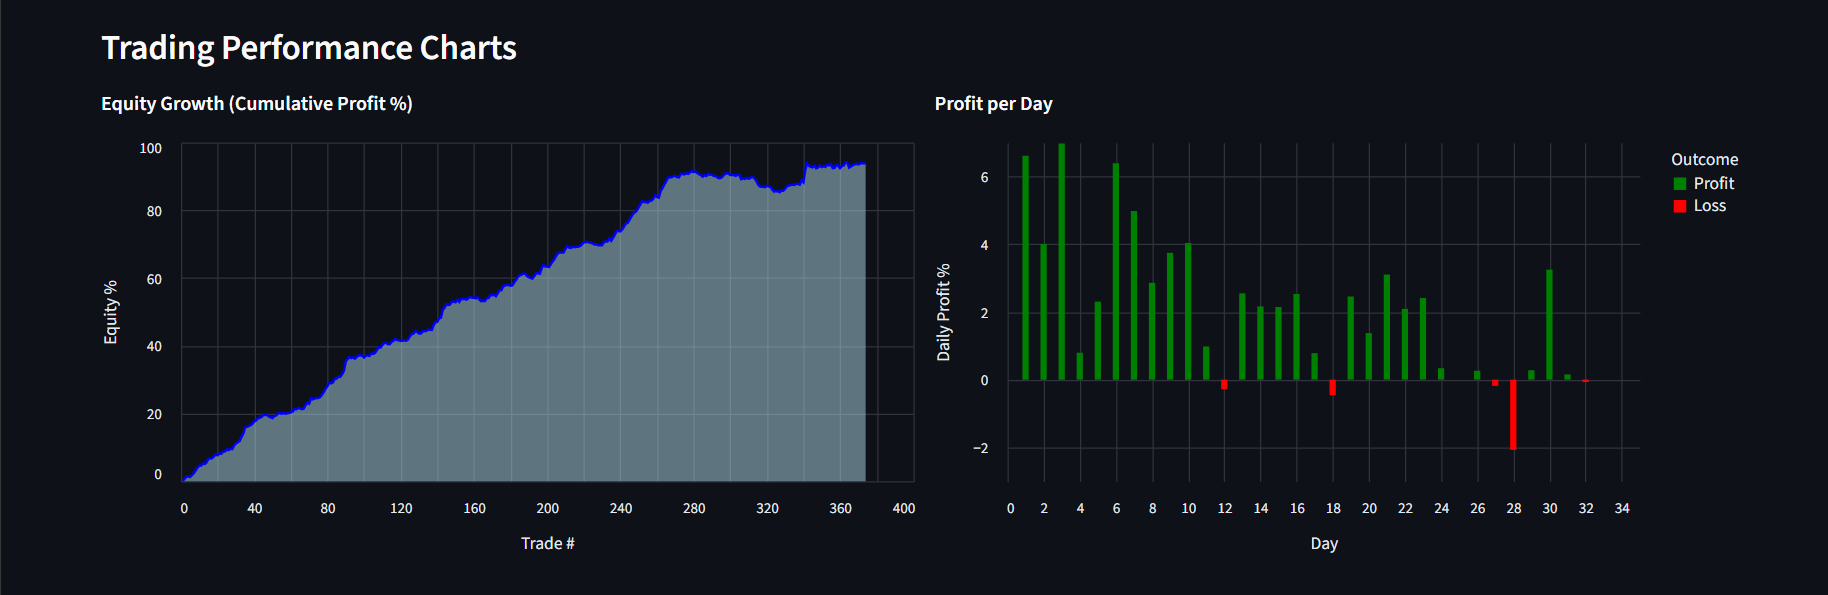 Trading Performance Charts
Equity Growth (Cumulative Profit %)
100
80
60
40
20
0
Equity %
0 40 80 120 160 200 240 280 320 360 400
Trade #
Profit per Day
6
4
2
0
−2
Daily Profit %
0 2 4 6 8 10 12 14 16 18 20 22 24 26 28 30 32 34
Day
Outcome
Profit
Loss